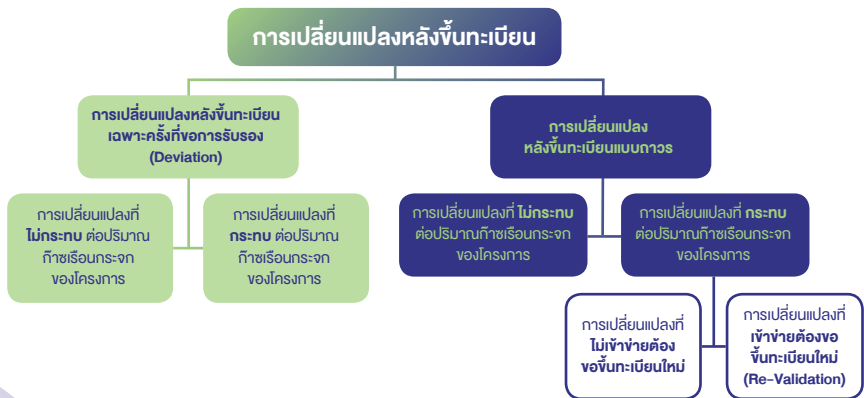 การเปลี่ยนแปลงหลังขึ้นทะเบียน
การเปลี่ยนแปลงหลังขึ้นทะเบียน
เฉพาะครั้งที่ขอการรับรอง
(Deviation)
การเปลี่ยนแปลง
หลังขึ้นทะเบียนแบบถาวร
การเปลี่ยนแปลงที่
ไม่กระทบ ต่อปริมาณ
ก๊าซเรือนกระจก
ของโครงการ
การเปลี่ยนแปลงที่
กระทบ ต่อปริมาณ
ก๊าซเรือนกระจก
ของโครงการ
การเปลี่ยนแปลงที่ ไม่กระทบ
ต่อปริมาณก๊าซเรือนกระจก
ของโครงการ
การเปลี่ยนแปลงที่ กระทบ
ต่อปริมาณก๊าซเรือนกระจก
ของโครงการ
การเปลี่ยนแปลงที่
ไม่เข้าข่ายต้อง
ขอขึ้นทะเบียนใหม่
การเปลี่ยนแปลงที่
เข้าข่ายต้องขอ
ขึ้นทะเบียนใหม่
(Re-Validation)